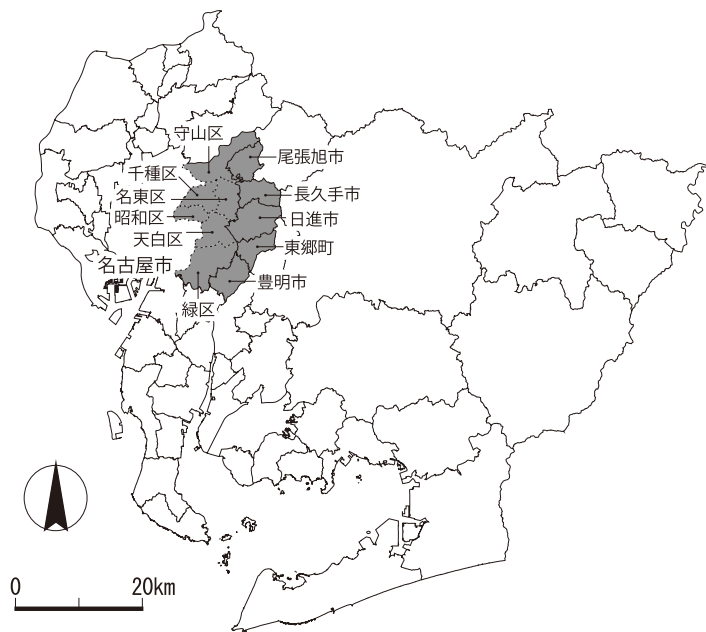 守山区
尾張旭市
千種区
名東区
長久手市
昭和区
日進市
天白区
東郷町
名古屋市
豊明市
緑区
0 20km